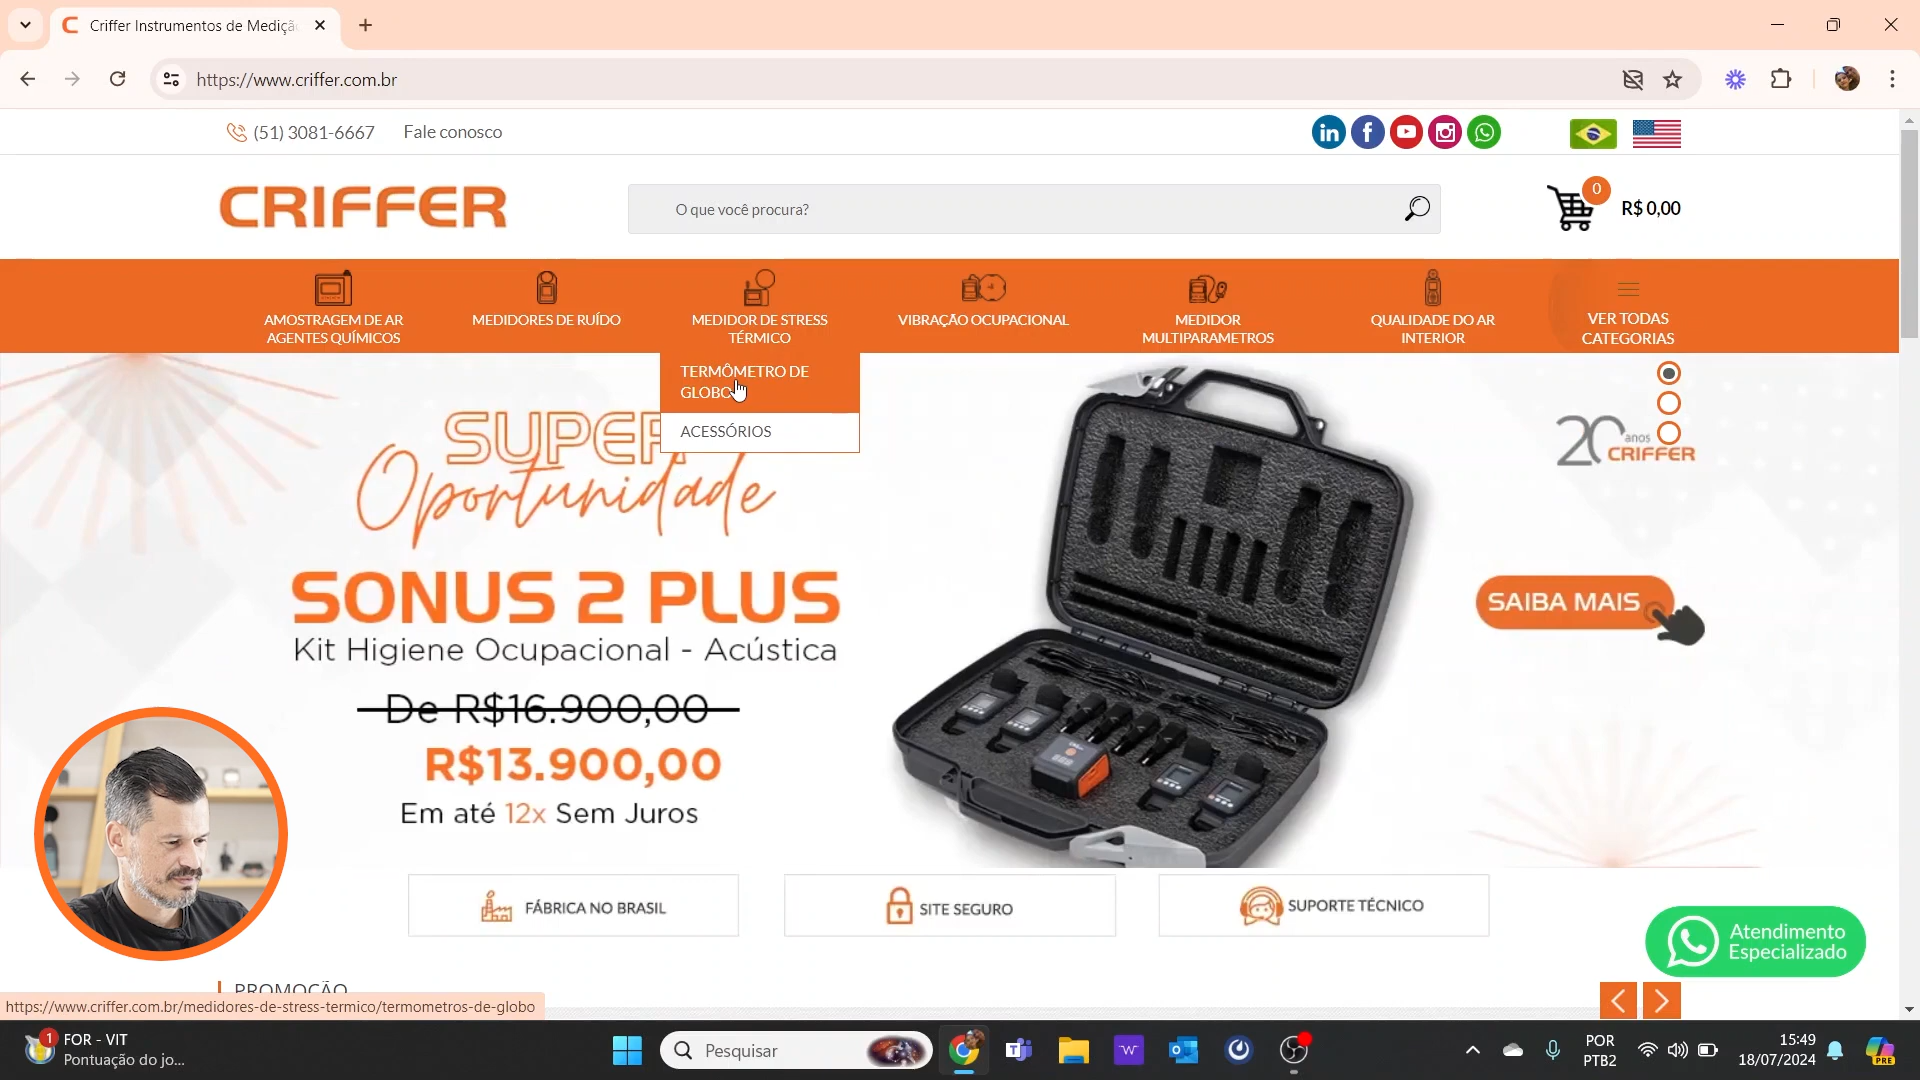 Criffer Instrumentos de Mediçã
https://www.criffer.com.br
(51) 3081-6667
Fale conosco
CRIFFER
O que você procura?
0
R$ 0,00
AMOSTRAGEM DE AR
AGENTES QUÍMICOS
MEDIDORES DE RUÍDO
MEDIDOR DE STRESS
TÉRMICO
VIBRAÇÃO OCUPACIONAL
MEDIDOR
MULTIPARAMETROS
QUALIDADE DO AR
INTERIOR
VER TODAS
CATEGORIAS
TERMÔMETRO DE
GLOBO
ACESSÓRIOS
SUPER
Oportunidade
20 anos
CRIFFER
SONUS 2 PLUS
Kit Higiene Ocupacional - Acústica
De R$16.900,00
R$13.900,00
Em até 12x Sem Juros
SAIBA MAIS
FÁBRICA NO BRASIL
SITE SEGURO
SUPORTE TÉCNICO
Atendimento
Especializado
PROMOÇÃO
https://www.criffer.com.br/medidores-de-stress-termico/termometros-de-globo
1
FOR - VIT
Pontuação do jo...
Pesquisar
POR
PTB2
15:49
18/07/2024
PRE